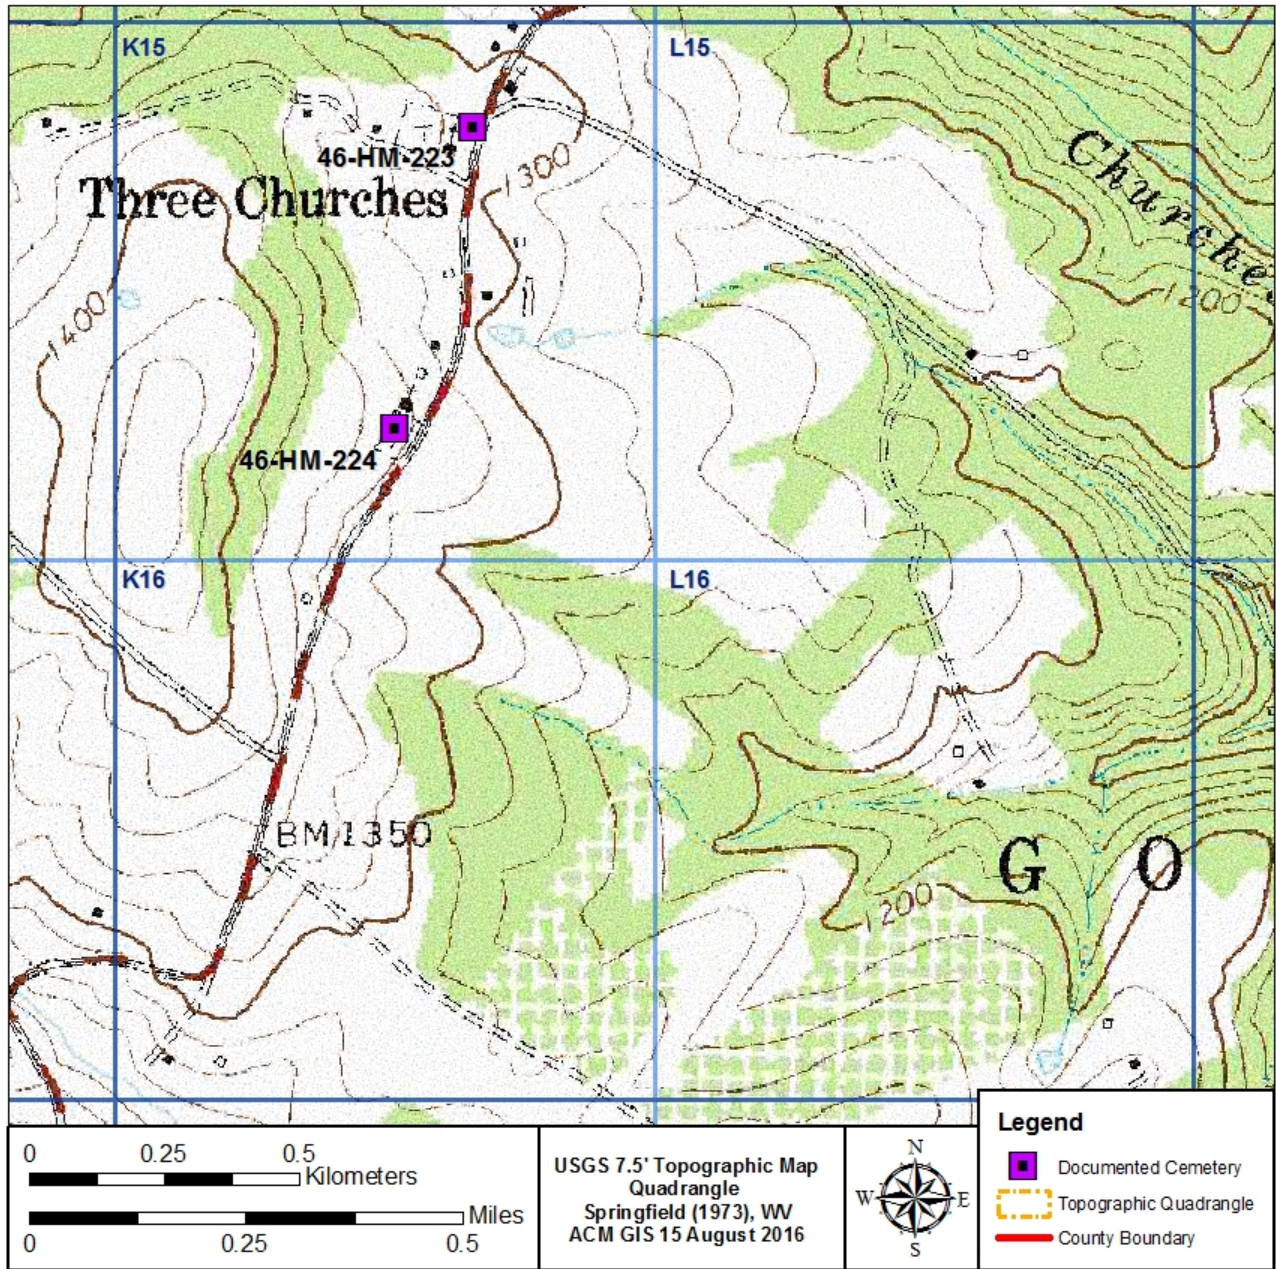 K15
L15
46-HM-223
1300
Three Churches
Churche
1200
1400
46-HM-224
K16
L16
BM 1350
G O
1200
0 0.25 0.5
Kilometers
Miles
0 0.25 0.5
USGS 7.5' Topographic Map
Quadrangle
Springfield (1973), WV
ACM GIS 15 August 2016
N
W E
S
Legend
Documented Cemetery
Topographic Quadrangle
County Boundary